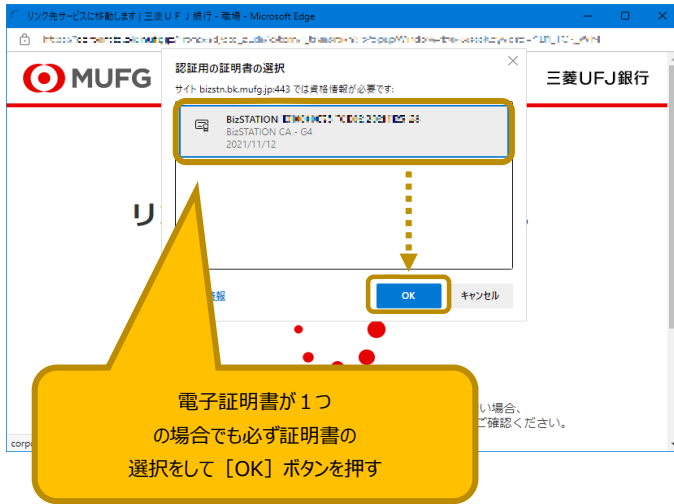 リンク先サービスに移動します | 三菱ＵＦＪ銀行 - 職場 - Microsoft Edge
MUFG
三菱UFJ銀行
認証用の証明書の選択
サイト bizstn.bk.mufg.jp:443 では資格情報が必要です:
BizSTATION
BizSTATION CA - G4
2021/11/12
リ
報
OK
キャンセル
い場合、
ご確認ください。
corp
電子証明書が１つ
の場合でも必ず証明書の
選択をして［OK］ボタンを押す